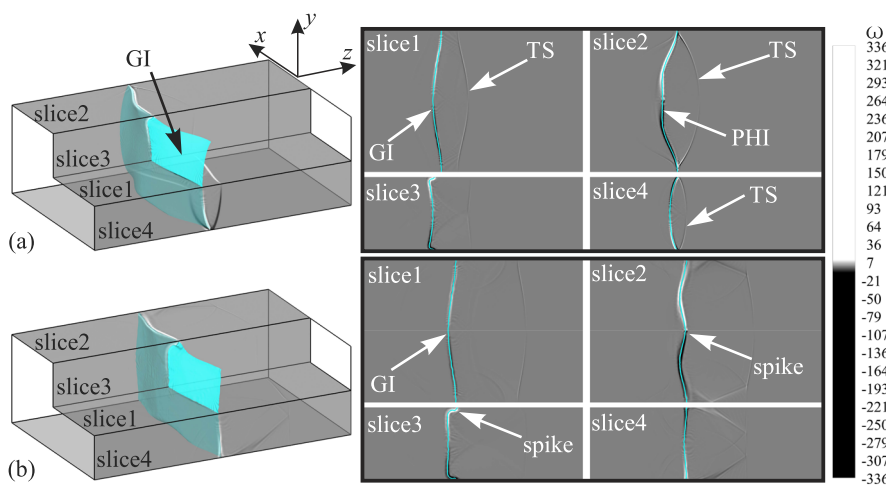 x
y
z
GI
slice2
slice3
slice1
slice4
(a)
slice1
TS
GI
slice2
TS
PHI
slice3
slice4
TS
slice2
slice3
slice1
slice4
(b)
slice1
GI
slice2
spike
slice3
spike
slice4
ω
336
321
293
264
236
207
179
150
121
93
64
36
7
-21
-50
-79
-107
-136
-164
-193
-221
-250
-279
-307
-336